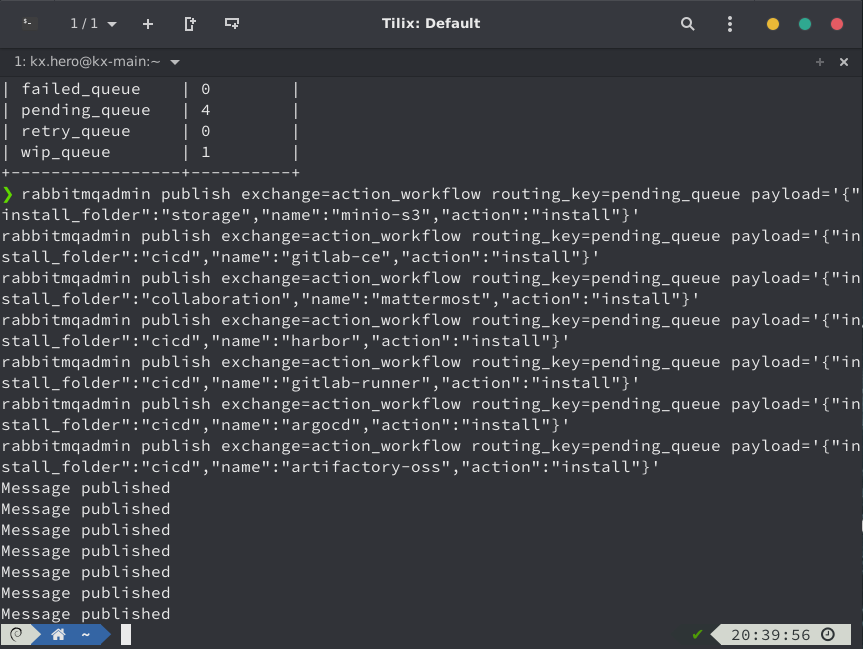 1 / 1
Tilix: Default
1: kx.hero@kx-main:~
| failed_queue    | 0        |
| pending_queue   | 4        |
| retry_queue     | 0        |
| wip_queue       | 1        |
+-----------------+----------+
❯ rabbitmqadmin publish exchange=action_workflow routing_key=pending_queue payload='{"
install_folder":"storage","name":"minio-s3","action":"install"}'
rabbitmqadmin publish exchange=action_workflow routing_key=pending_queue payload='{"in
stall_folder":"cicd","name":"gitlab-ce","action":"install"}'
rabbitmqadmin publish exchange=action_workflow routing_key=pending_queue payload='{"in
stall_folder":"collaboration","name":"mattermost","action":"install"}'
rabbitmqadmin publish exchange=action_workflow routing_key=pending_queue payload='{"in
stall_folder":"cicd","name":"harbor","action":"install"}'
rabbitmqadmin publish exchange=action_workflow routing_key=pending_queue payload='{"in
stall_folder":"cicd","name":"gitlab-runner","action":"install"}'
rabbitmqadmin publish exchange=action_workflow routing_key=pending_queue payload='{"in
stall_folder":"cicd","name":"argocd","action":"install"}'
rabbitmqadmin publish exchange=action_workflow routing_key=pending_queue payload='{"in
stall_folder":"cicd","name":"artifactory-oss","action":"install"}'
Message published
Message published
Message published
Message published
Message published
Message published
Message published
~ ✔ 20:39:56